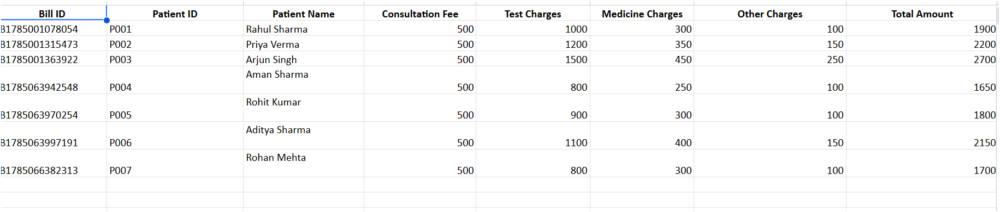 Bill ID Patient ID Patient Name Consultation Fee Test Charges Medicine Charges Other Charges Total Amount
B1785001078054 P001 Rahul Sharma 500 1000 300 100 1900
B1785001315473 P002 Priya Verma 500 1200 350 150 2200
B1785001363922 P003 Arjun Singh 500 1500 450 250 2700
Aman Sharma
B1785063942548 P004 500 800 250 100 1650
Rohit Kumar
B1785063970254 P005 500 900 300 100 1800
Aditya Sharma
B1785063997191 P006 500 1100 400 150 2150
Rohan Mehta
B1785066382313 P007 500 800 300 100 1700